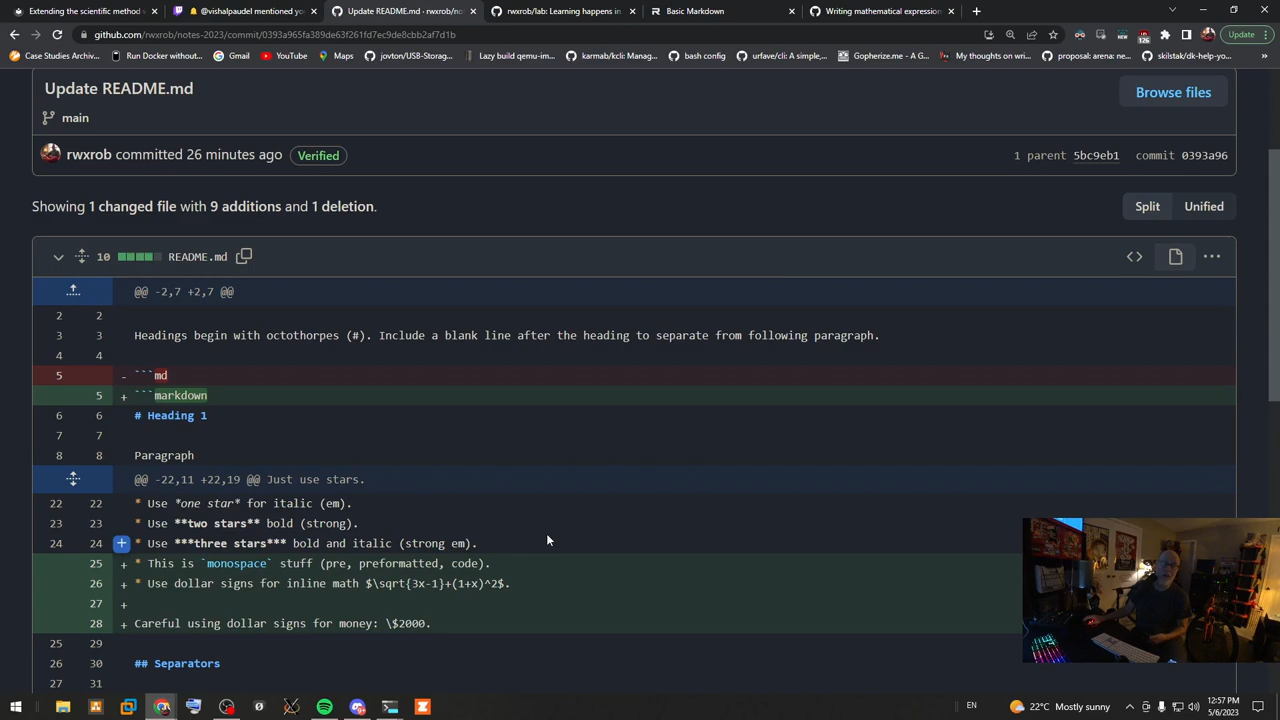 Extending the scientific method
@vishalpaudel mentioned yo
Update README.md · rwxrob/no
rwxrob/lab: Learning happens in
Basic Markdown
Writing mathematical expression
github.com/rwxrob/notes-2023/commit/0393a965fa389de63f261fd7ec9de8cbb2af7d1b
Update
Case Studies Archiv...
Run Docker without...
Gmail
YouTube
Maps
jovton/USB-Storag...
Lazy build qemu-im...
karmab/kcli: Manag...
bash config
urfave/cli: A simple,...
Gopherize.me - A G...
My thoughts on wri...
proposal: arena: ne...
skilstak/dk-help-yo...
Update README.md
Browse files
main
rwxrob committed 26 minutes ago Verified
1 parent 5bc9eb1 commit 0393a96
Showing 1 changed file with 9 additions and 1 deletion.
Split Unified
10 README.md
@@ -2,7 +2,7 @@
2 2
3 3 Headings begin with octothorpes (#). Include a blank line after the heading to separate from following paragraph.
4 4
5 - ```md
5 + ```markdown
6 6 # Heading 1
7 7
8 8 Paragraph
@@ -22,11 +22,19 @@ Just use stars.
22 22 * Use *one star* for italic (em).
23 23 * Use **two stars** bold (strong).
24 24 * Use ***three stars*** bold and italic (strong em).
25 + * This is `monospace` stuff (pre, preformatted, code).
26 + * Use dollar signs for inline math $\sqrt{3x-1}+(1+x)^2$.
27 +
28 + Careful using dollar signs for money: \$2000.
25 29
26 30 ## Separators
27 31
EN
22°C Mostly sunny
12:57 PM
5/6/2023